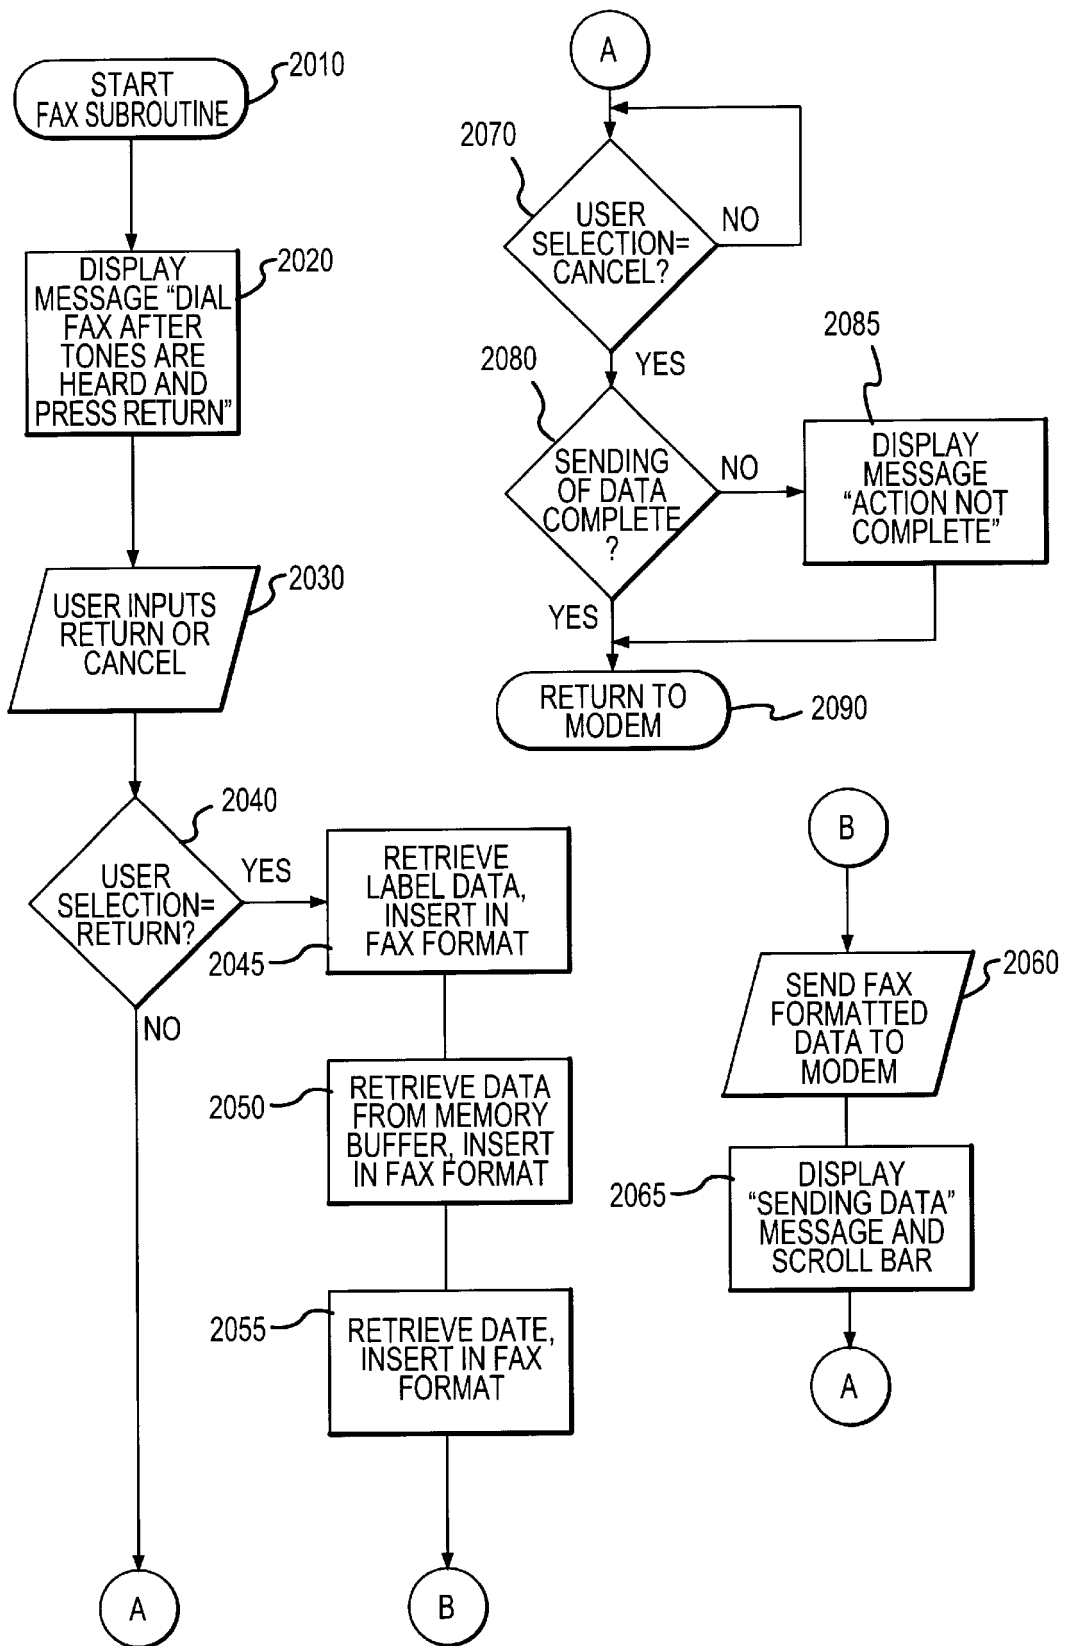 START
FAX SUBROUTINE
2010
DISPLAY
MESSAGE “DIAL
FAX AFTER
TONES ARE
HEARD AND
PRESS RETURN”
2020
USER INPUTS
RETURN OR
CANCEL
2030
USER
SELECTION=
RETURN?
2040
YES
NO
RETRIEVE
LABEL DATA,
INSERT IN
FAX FORMAT
2045
RETRIEVE DATA
FROM MEMORY
BUFFER, INSERT
IN FAX FORMAT
2050
RETRIEVE DATE,
INSERT IN FAX
FORMAT
2055
A
B
A
2070
USER
SELECTION=
CANCEL?
NO
YES
2080
SENDING
OF DATA
COMPLETE
?
NO
YES
2085
DISPLAY
MESSAGE
“ACTION NOT
COMPLETE”
RETURN TO
MODEM
2090
B
SEND FAX
FORMATTED
DATA TO
MODEM
2060
DISPLAY
“SENDING DATA”
MESSAGE AND
SCROLL BAR
2065
A